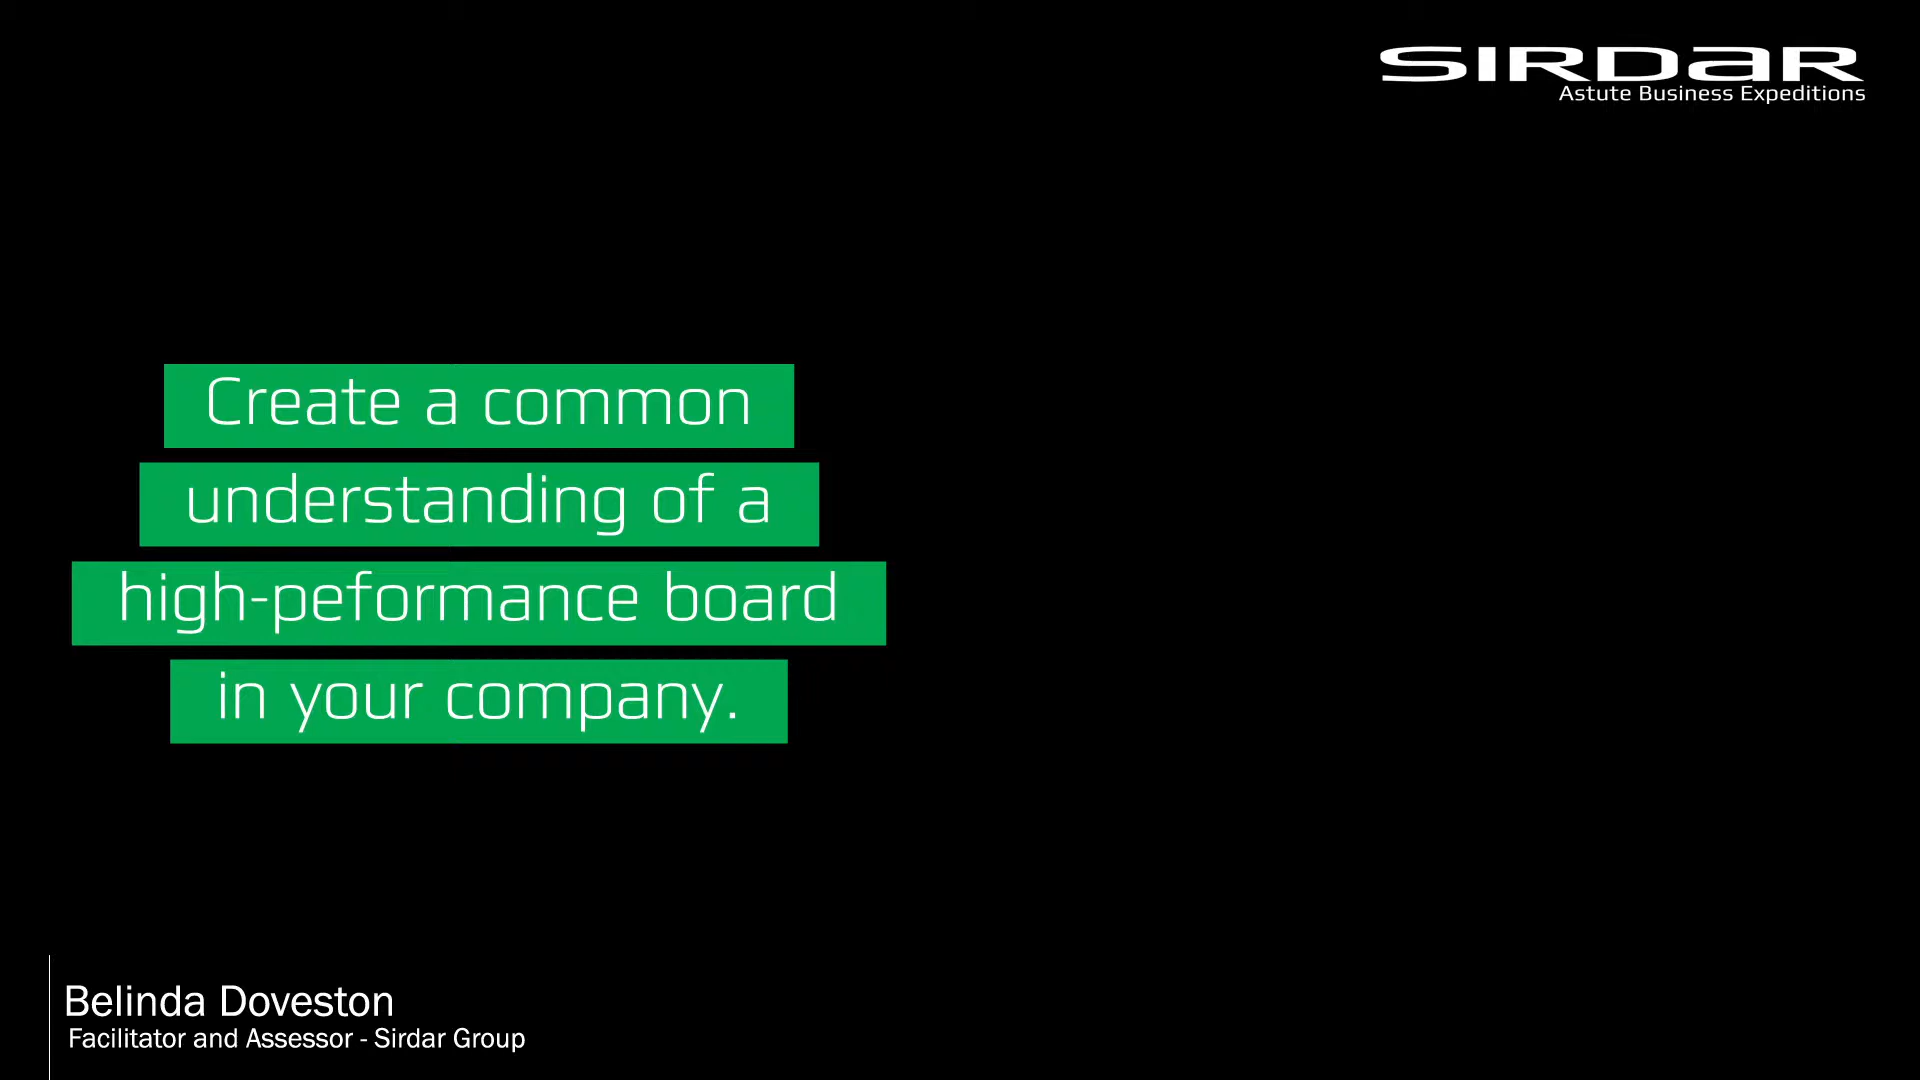 SIRDAR
Astute Business Expeditions
Create a common
understanding of a
high-peformance board
in your company.
Belinda Doveston
Facilitator and Assessor - Sirdar Group